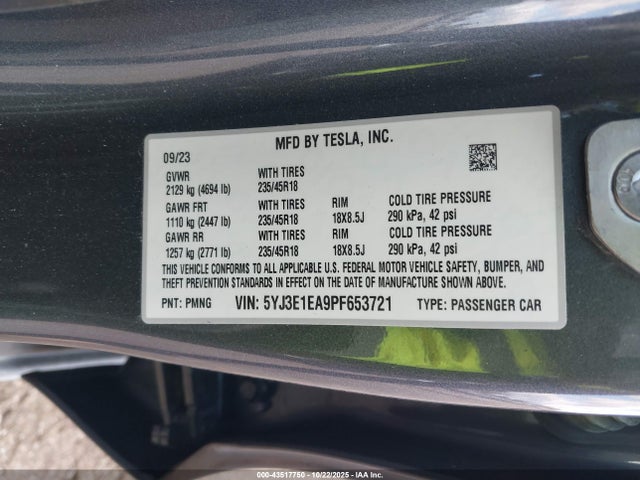 MFD BY TESLA, INC.
09/23
GVWR WITH TIRES
2129 kg (4694 lb) 235/45R18
GAWR FRT WITH TIRES RIM COLD TIRE PRESSURE
1110 kg (2447 lb) 235/45R18 18X8.5J 290 kPa, 42 psi
GAWR RR WITH TIRES RIM COLD TIRE PRESSURE
1257 kg (2771 lb) 235/45R18 18X8.5J 290 kPa, 42 psi
THIS VEHICLE CONFORMS TO ALL APPLICABLE U.S. FEDERAL MOTOR VEHICLE SAFETY, BUMPER, AND
THEFT PREVENTION STANDARDS IN EFFECT ON THE DATE OF MANUFACTURE SHOWN ABOVE.
PNT: PMNG VIN: 5YJ3E1EA9PF653721 TYPE: PASSENGER CAR
000-43517750 - 10/22/2025 - IAA Inc.